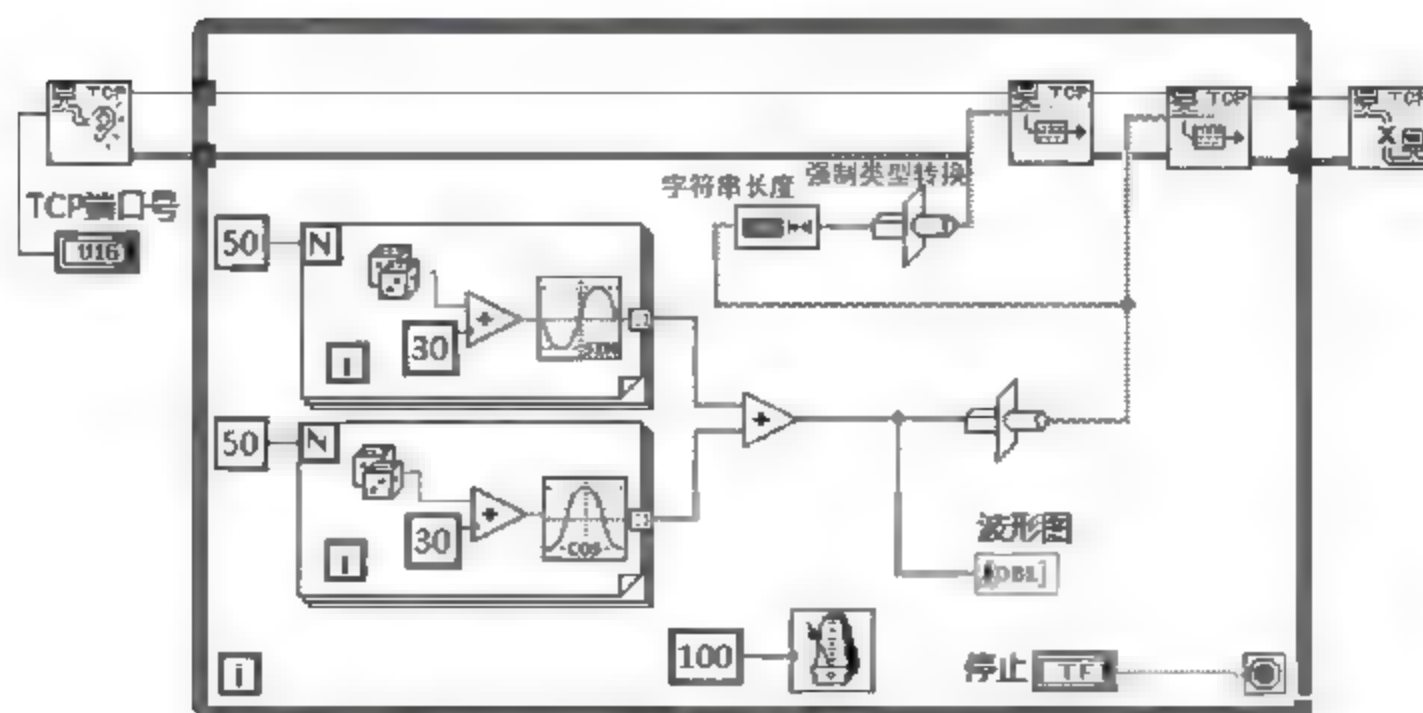 TCP
TCP
TCP
TCP
TCP端口号
U16
字符串长度
强制类型转换
50
N
30
SIN
i
50
N
30
COS
i
波形图
[DBL]
100
i
停止
TF